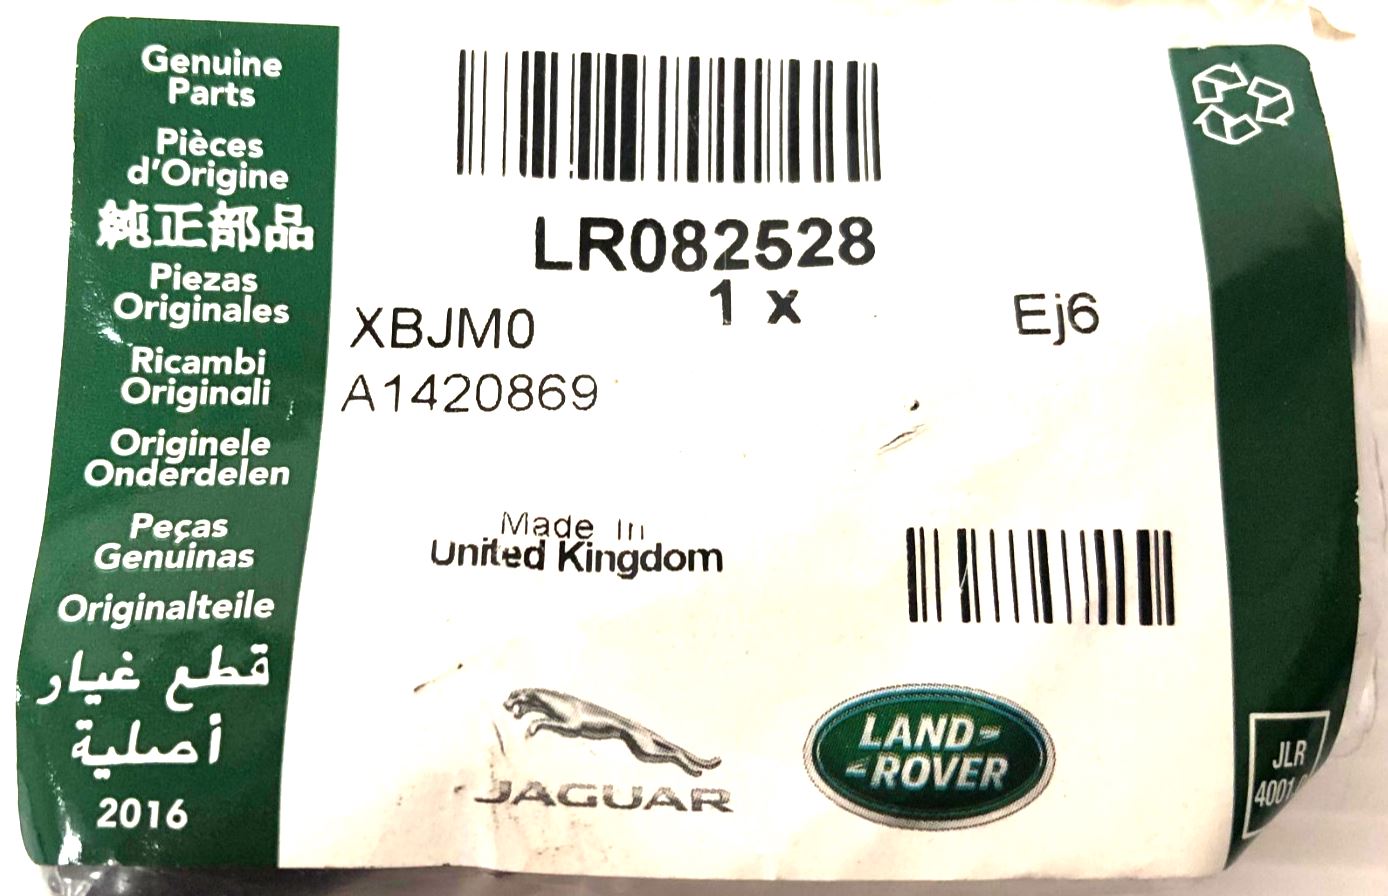 Genuine
Parts
Pièces
d'Origine
純正部品
Piezas
Originales
Ricambi
Originali
Originele
Onderdelen
Peças
Genuinas
Originalteile
قطع غيار
أصلية
2016
LR082528
1 x
XBJM0
Ej6
A1420869
Made In
United Kingdom
JAGUAR
LAND-
-ROVER
JLR